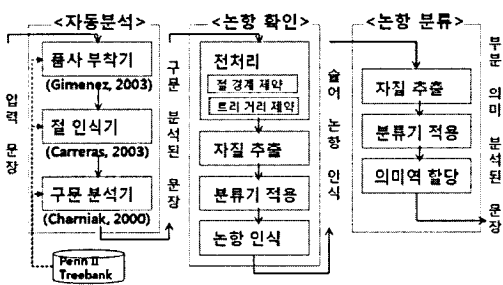 <자동분석>
<논항 확인>
<논항 분류>
입력 문장
품사 부착기
(Gimenez, 2003)
절 인식기
(Carreras, 2003)
구문 분석기
(Charniak, 2000)
Penn II
Treebank
구문 분석된 문장
전처리
절 경계 제약
트리 거리 제약
자질 추출
분류기 적용
논항 인식
술어 논항 인식
자질 추출
분류기 적용
의미역 할당
부분 의미 분석된 문장